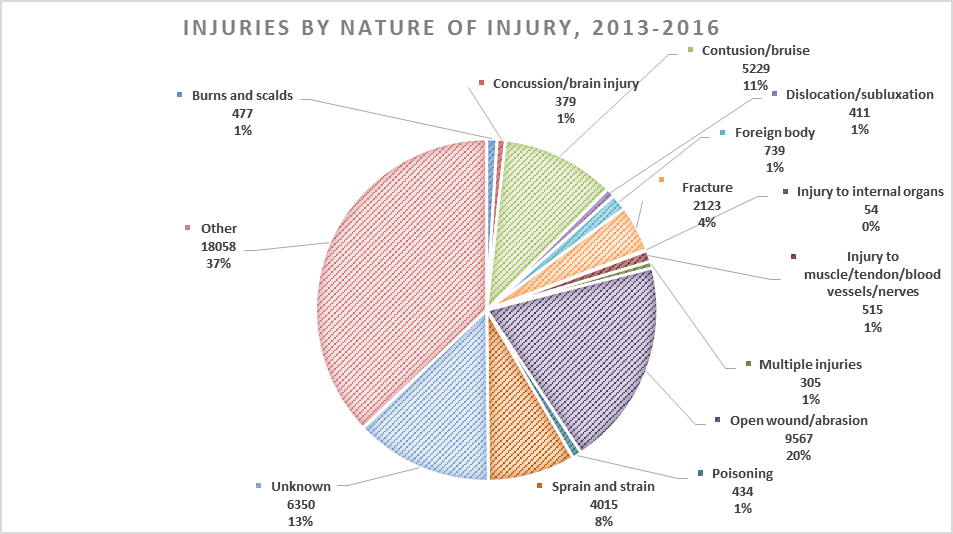 INJURIES BY NATURE OF INJURY, 2013-2016
Burns and scalds
477
1%
Concussion/brain injury
379
1%
Contusion/bruise
5229
11%
Dislocation/subluxation
411
1%
Foreign body
739
1%
Fracture
2123
4%
Injury to internal organs
54
0%
Injury to
muscle/tendon/blood
vessels/nerves
515
1%
Multiple injuries
305
1%
Open wound/abrasion
9567
20%
Poisoning
434
1%
Sprain and strain
4015
8%
Unknown
6350
13%
Other
18058
37%